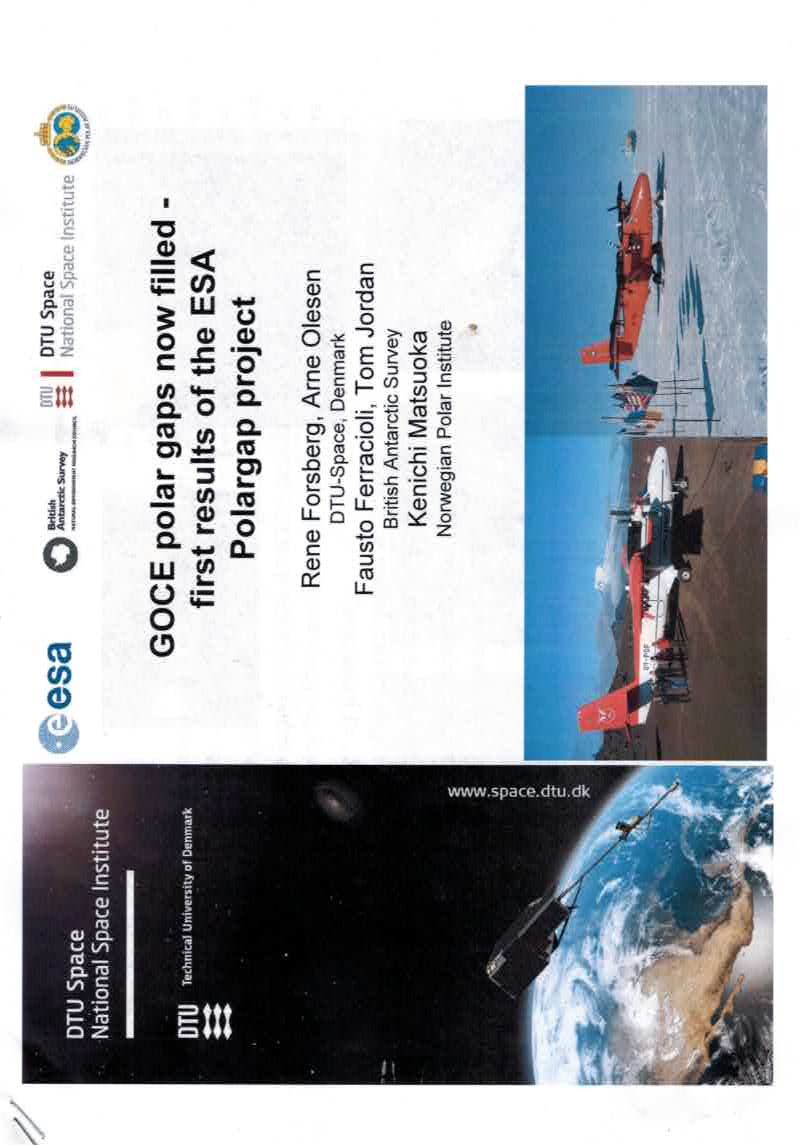 DTU Space
National Space Institute
DTU
Technical University of Denmark
www.space.dtu.dk
esa
British
Antarctic Survey
NATURAL ENVIRONMENT RESEARCH COUNCIL
DTU
DTU Space
National Space Institute
GOCE polar gaps now filled -
first results of the ESA
Polargap project
Rene Forsberg, Arne Olesen
DTU-Space, Denmark
Fausto Ferracioli, Tom Jordan
British Antarctic Survey
Kenichi Matsuoka
Norwegian Polar Institute